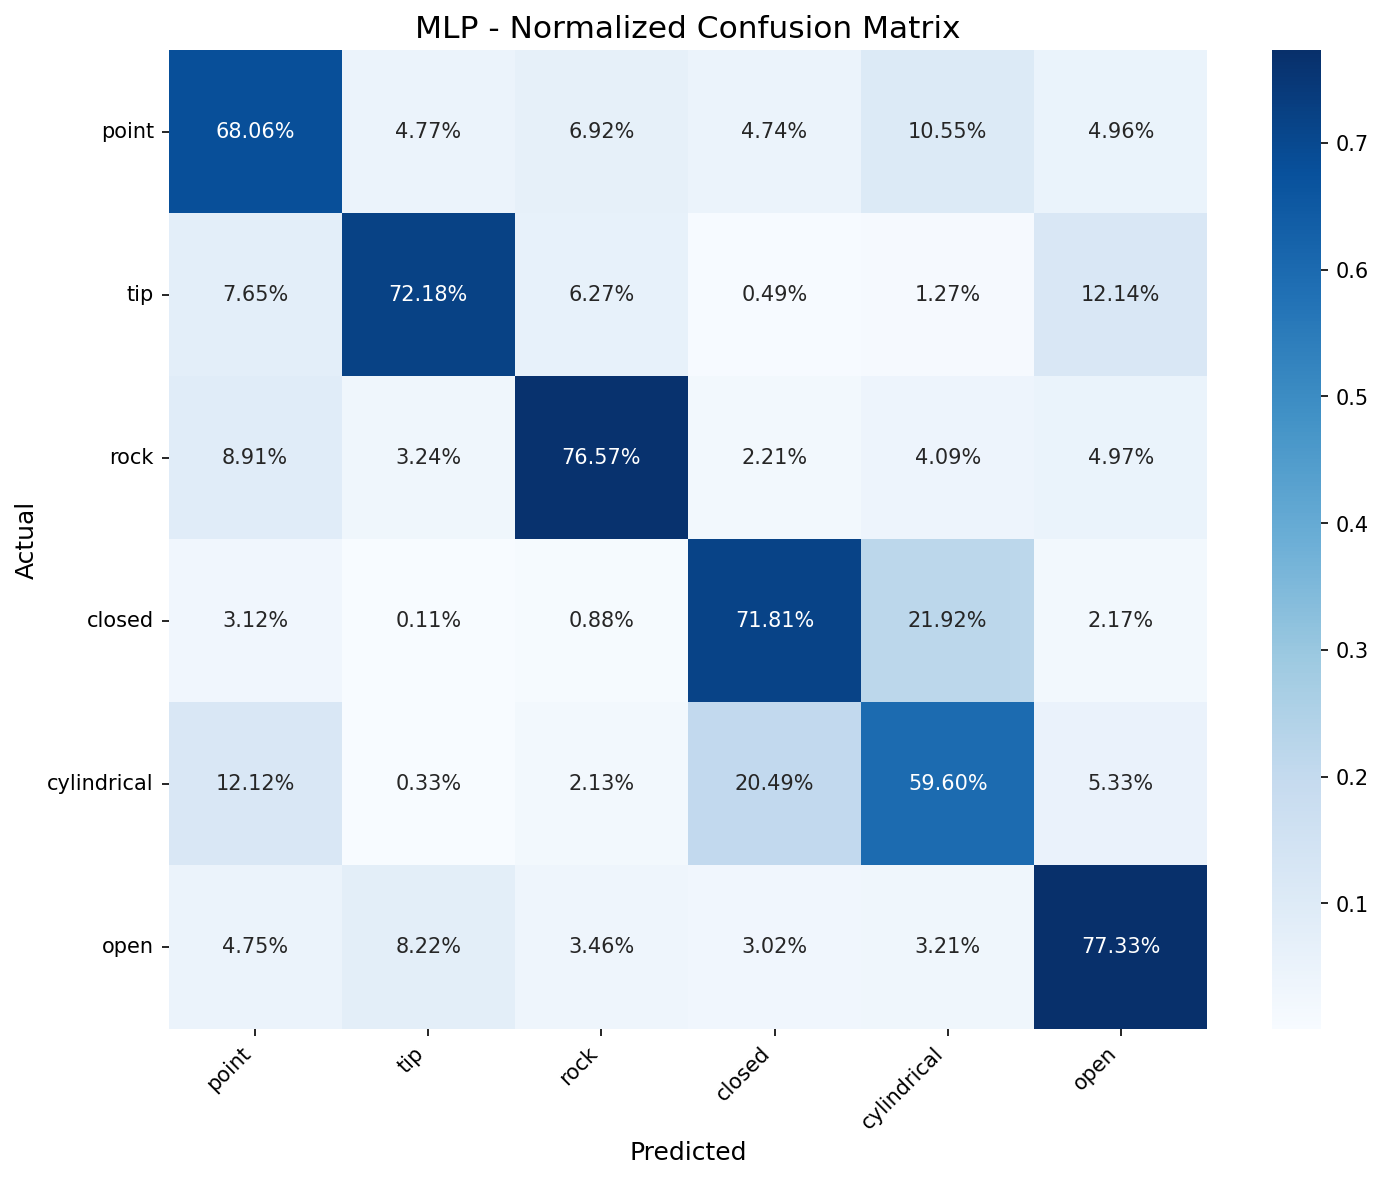 MLP - Normalized Confusion Matrix
point 68.06% 4.77% 6.92% 4.74% 10.55% 4.96%
tip 7.65% 72.18% 6.27% 0.49% 1.27% 12.14%
rock 8.91% 3.24% 76.57% 2.21% 4.09% 4.97%
closed 3.12% 0.11% 0.88% 71.81% 21.92% 2.17%
cylindrical 12.12% 0.33% 2.13% 20.49% 59.60% 5.33%
open 4.75% 8.22% 3.46% 3.02% 3.21% 77.33%
point tip rock closed cylindrical open
Predicted
Actual
0.7
0.6
0.5
0.4
0.3
0.2
0.1